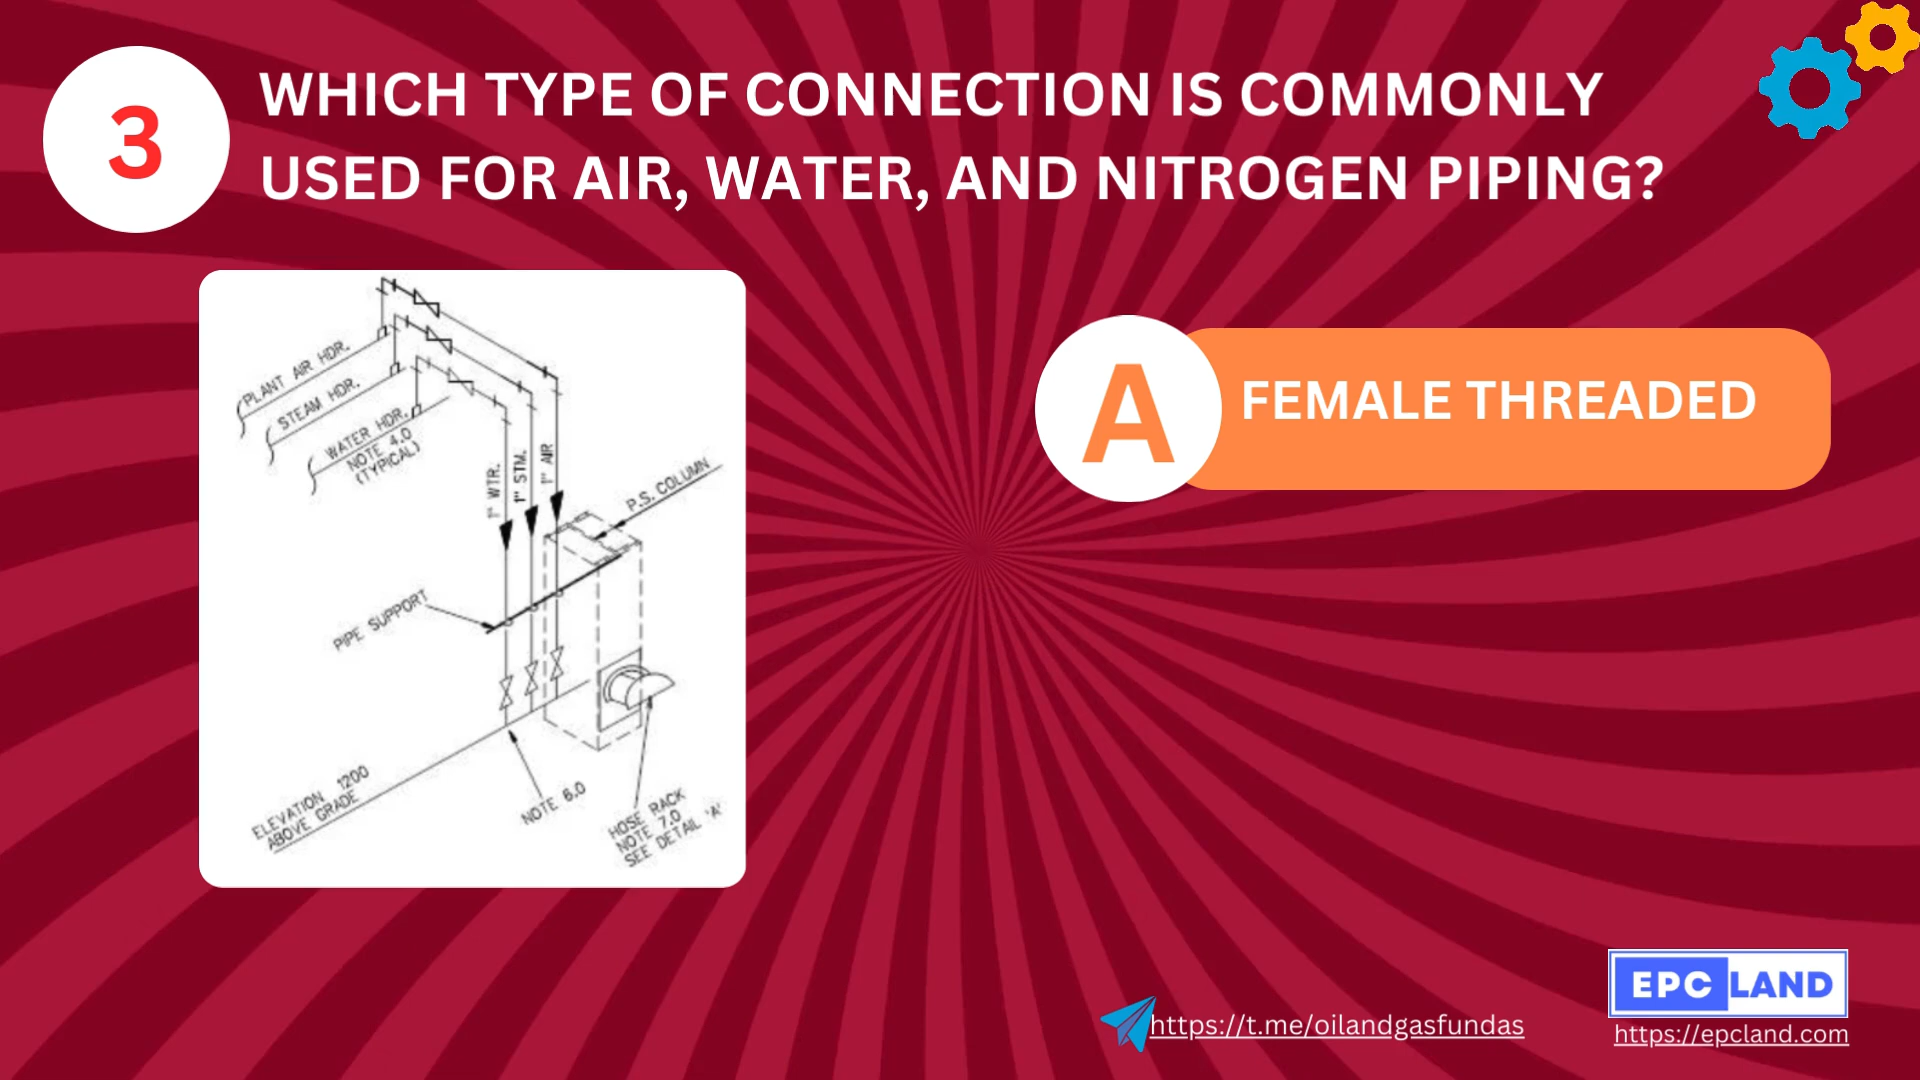 3
WHICH TYPE OF CONNECTION IS COMMONLY
USED FOR AIR, WATER, AND NITROGEN PIPING?
PLANT AIR HDR.
STEAM HDR.
WATER HDR.
NOTE 4.0
(TYPICAL)
1" WTR.
1" STM.
1" AIR
P.S. COLUMN
PIPE SUPPORT
ELEVATION 1200
ABOVE GRADE
NOTE 6.0
HOSE RACK
NOTE 7.0
SEE DETAIL 'A'
A
FEMALE THREADED
EPC LAND
https://t.me/oilandgasfundas
https://epcland.com